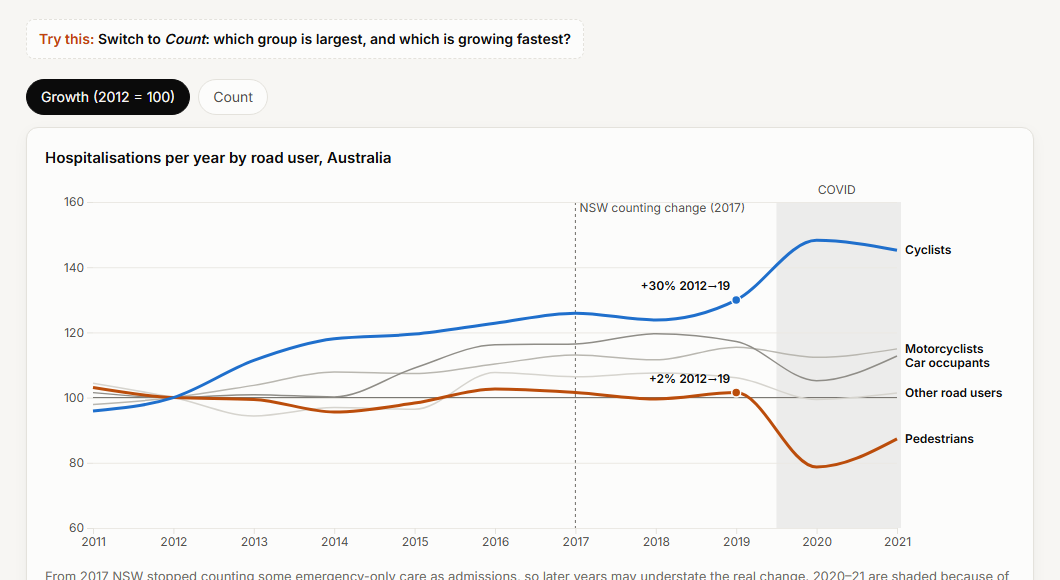 Try this: Switch to Count: which group is largest, and which is growing fastest?
Growth (2012 = 100)
Count
Hospitalisations per year by road user, Australia
COVID
160
NSW counting change (2017)
140
Cyclists
+30% 2012–19
120
Motorcyclists
Car occupants
+2% 2012–19
100
Other road users
Pedestrians
80
60
2011 2012 2013 2014 2015 2016 2017 2018 2019 2020 2021
From 2017 NSW stopped counting some emergency-only care as admissions, so later years may understate the real change. 2020–21 are shaded because of